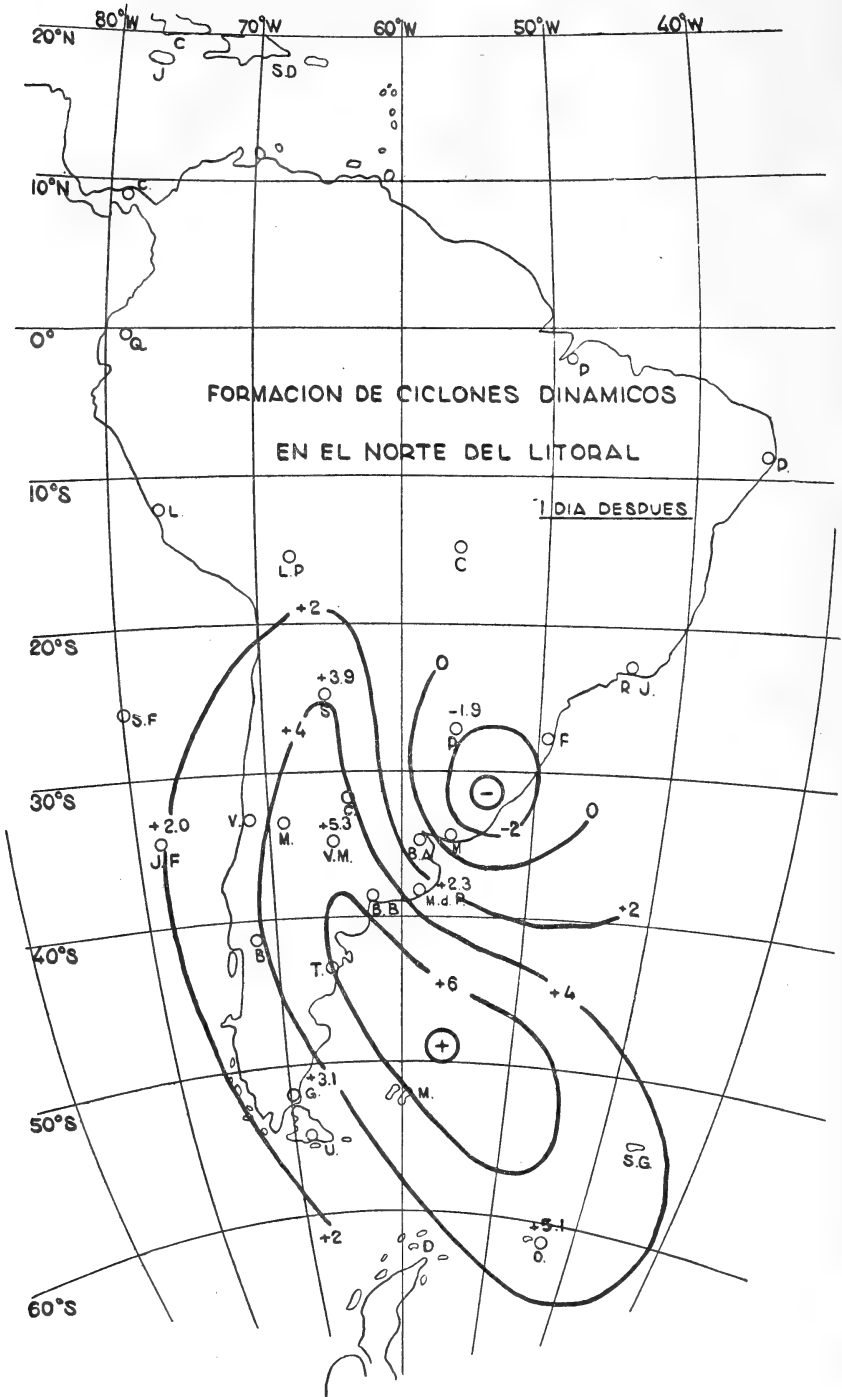 80°W 70°W 60°W 50°W 40°W
20°N
C
J
S.D
10°N
C.
0°
Q
D
FORMACION DE CICLONES DINAMICOS
EN EL NORTE DEL LITORAL
D.
10°S
1 DIA DESPUES
L.
L.P
C
+2
20°S
0
+3.9
S
R J.
S.F
-1.9
P.
F
+4
-
30°S
+2.0
J.F
V.
M.
C.
+5.3
V.M.
B.A
M
-2
0
+2.3
M.d.P.
B.B
+2
40°S
B
T.
+6
+4
+
+3.1
G.
M.
50°S
U.
S.G.
+2
D
+5.1
O.
60°S